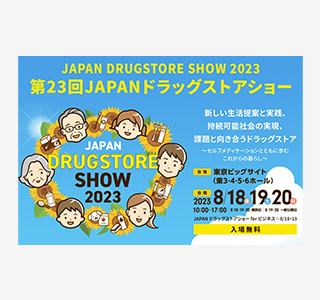 JAPAN DRUGSTORE SHOW 2023
第23回JAPANドラッグストアショー
JAPAN
DRUGSTORE
SHOW
2023
新しい生活提案と実践、
持続可能社会の実現、
課題と向き合うドラッグストア
〜セルフメディケーションとともに歩む
これからの暮らし〜
会場 東京ビッグサイト
(東3・4・5・6ホール)
会期 2023 8/18・19・20
10:00-17:00
JAPANドラッグストアショー for ビジネス
入場無料